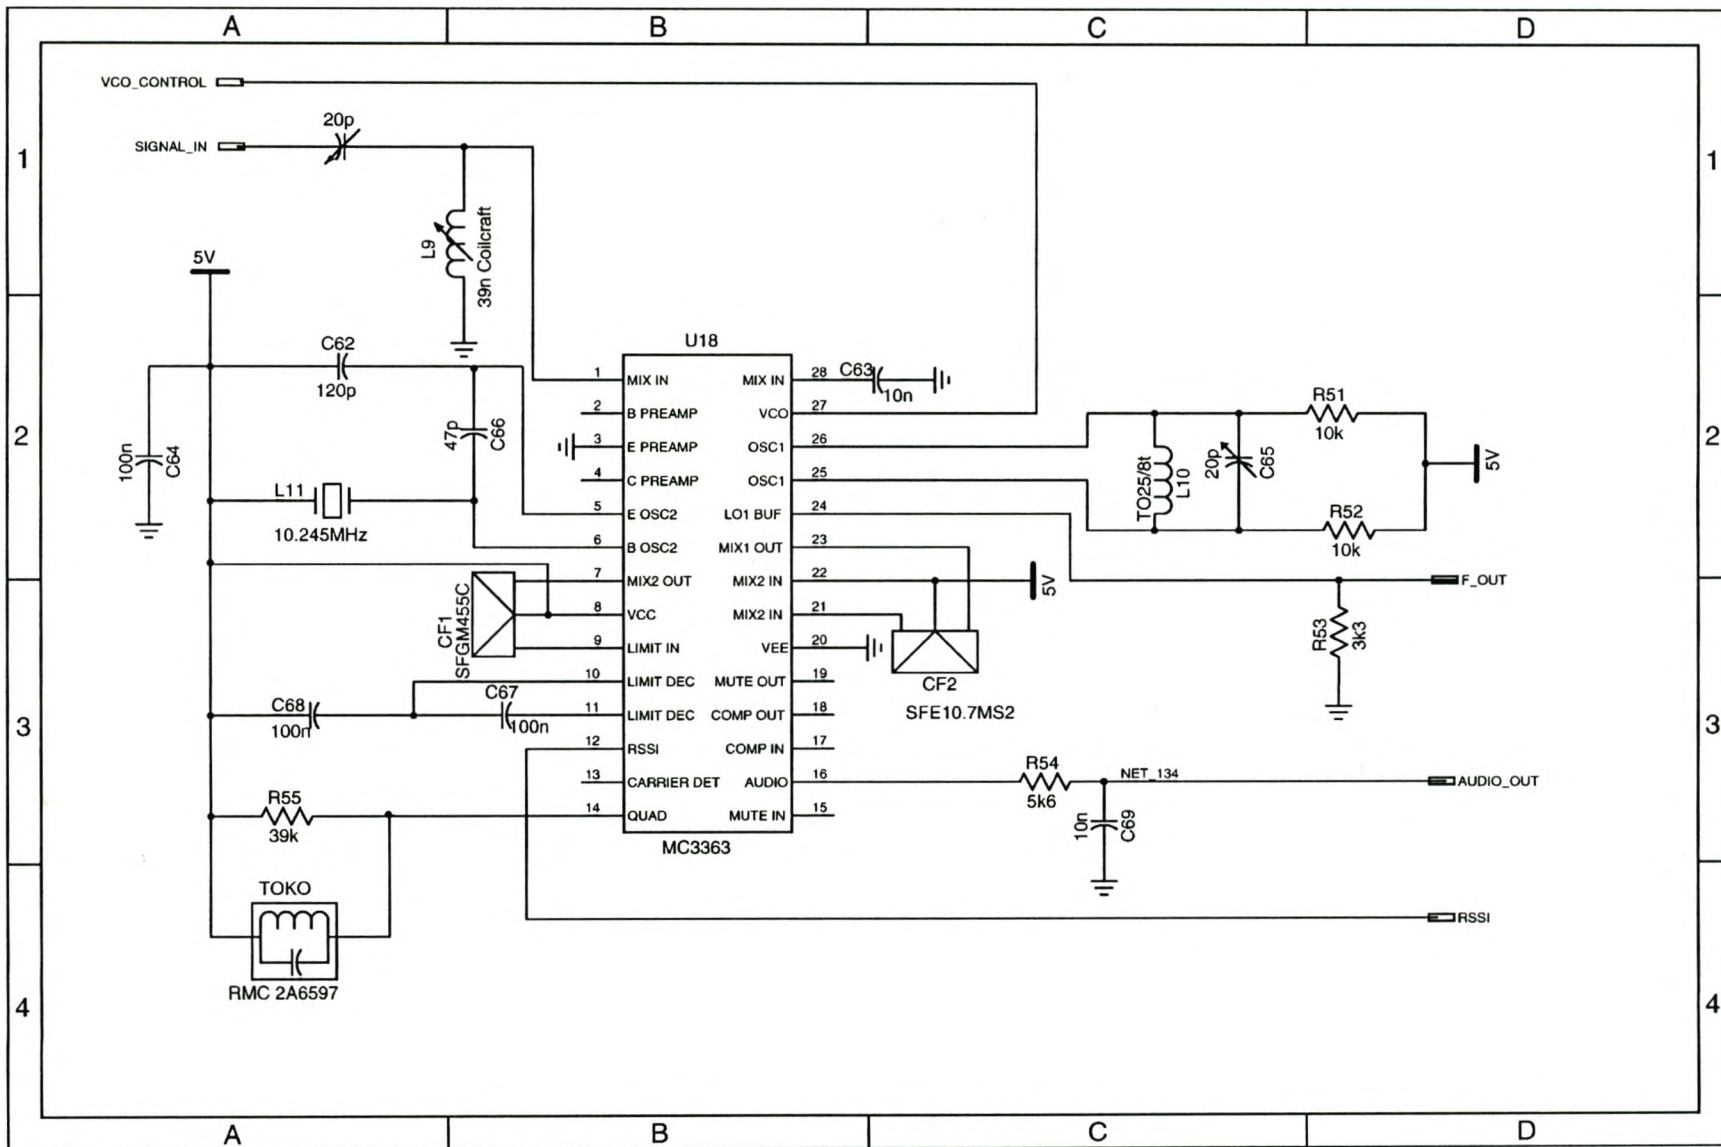 A B C D
VCO_CONTROL
20p
SIGNAL_IN
1 1
L9
39n Coilcraft
5V
U18
C62
120p
1 MIX IN
2 B PREAMP
3 E PREAMP
4 C PREAMP
5 E OSC2
6 B OSC2
7 MIX2 OUT
8 VCC
9 LIMIT IN
10 LIMIT DEC
11 LIMIT DEC
12 RSSI
13 CARRIER DET
14 QUAD
MIX IN 28
VCO 27
OSC1 26
OSC1 25
LO1 BUF 24
MIX1 OUT 23
MIX2 IN 22
MIX2 IN 21
VEE 20
MUTE OUT 19
COMP OUT 18
COMP IN 17
AUDIO 16
MUTE IN 15
MC3363
C63
10n
2 2
47p
C66
100n
C64
L11
10.245MHz
R51
10k
TO25/8t
L10
20p
C65
5V
R52
10k
CF1
SFGM455C
5V
F_OUT
R53
3k3
CF2
SFE10.7MS2
3 3
C68
100n
C67
100n
R54
5k6
NET_134
AUDIO_OUT
10n
C69
R55
39k
TOKO
RMC 2A6597
RSSI
4 4
A B C D